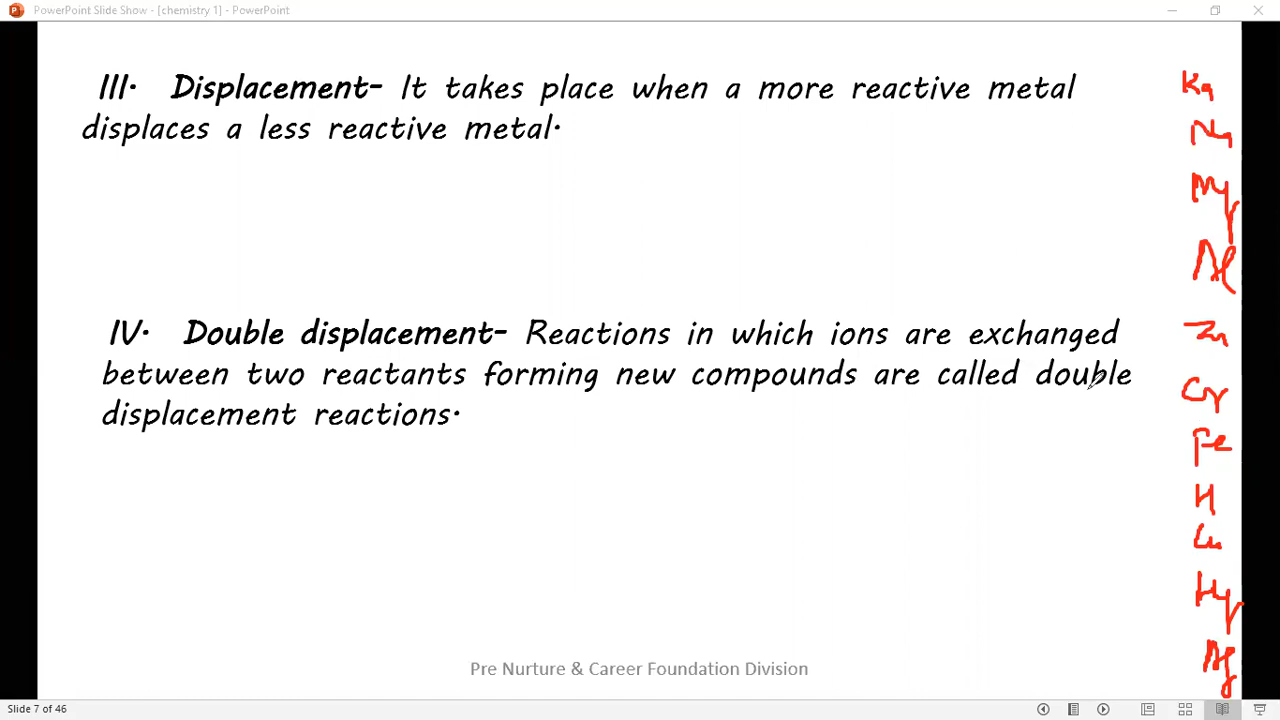 PowerPoint Slide Show - [chemistry 1] - PowerPoint
III. Displacement- It takes place when a more reactive metal
displaces a less reactive metal.
IV. Double displacement- Reactions in which ions are exchanged
between two reactants forming new compounds are called double
displacement reactions.
Na
Mg
Al
Zn
Cr
Fe
H
Cu
Hg
Ag
Pre Nurture & Career Foundation Division
Slide 7 of 46